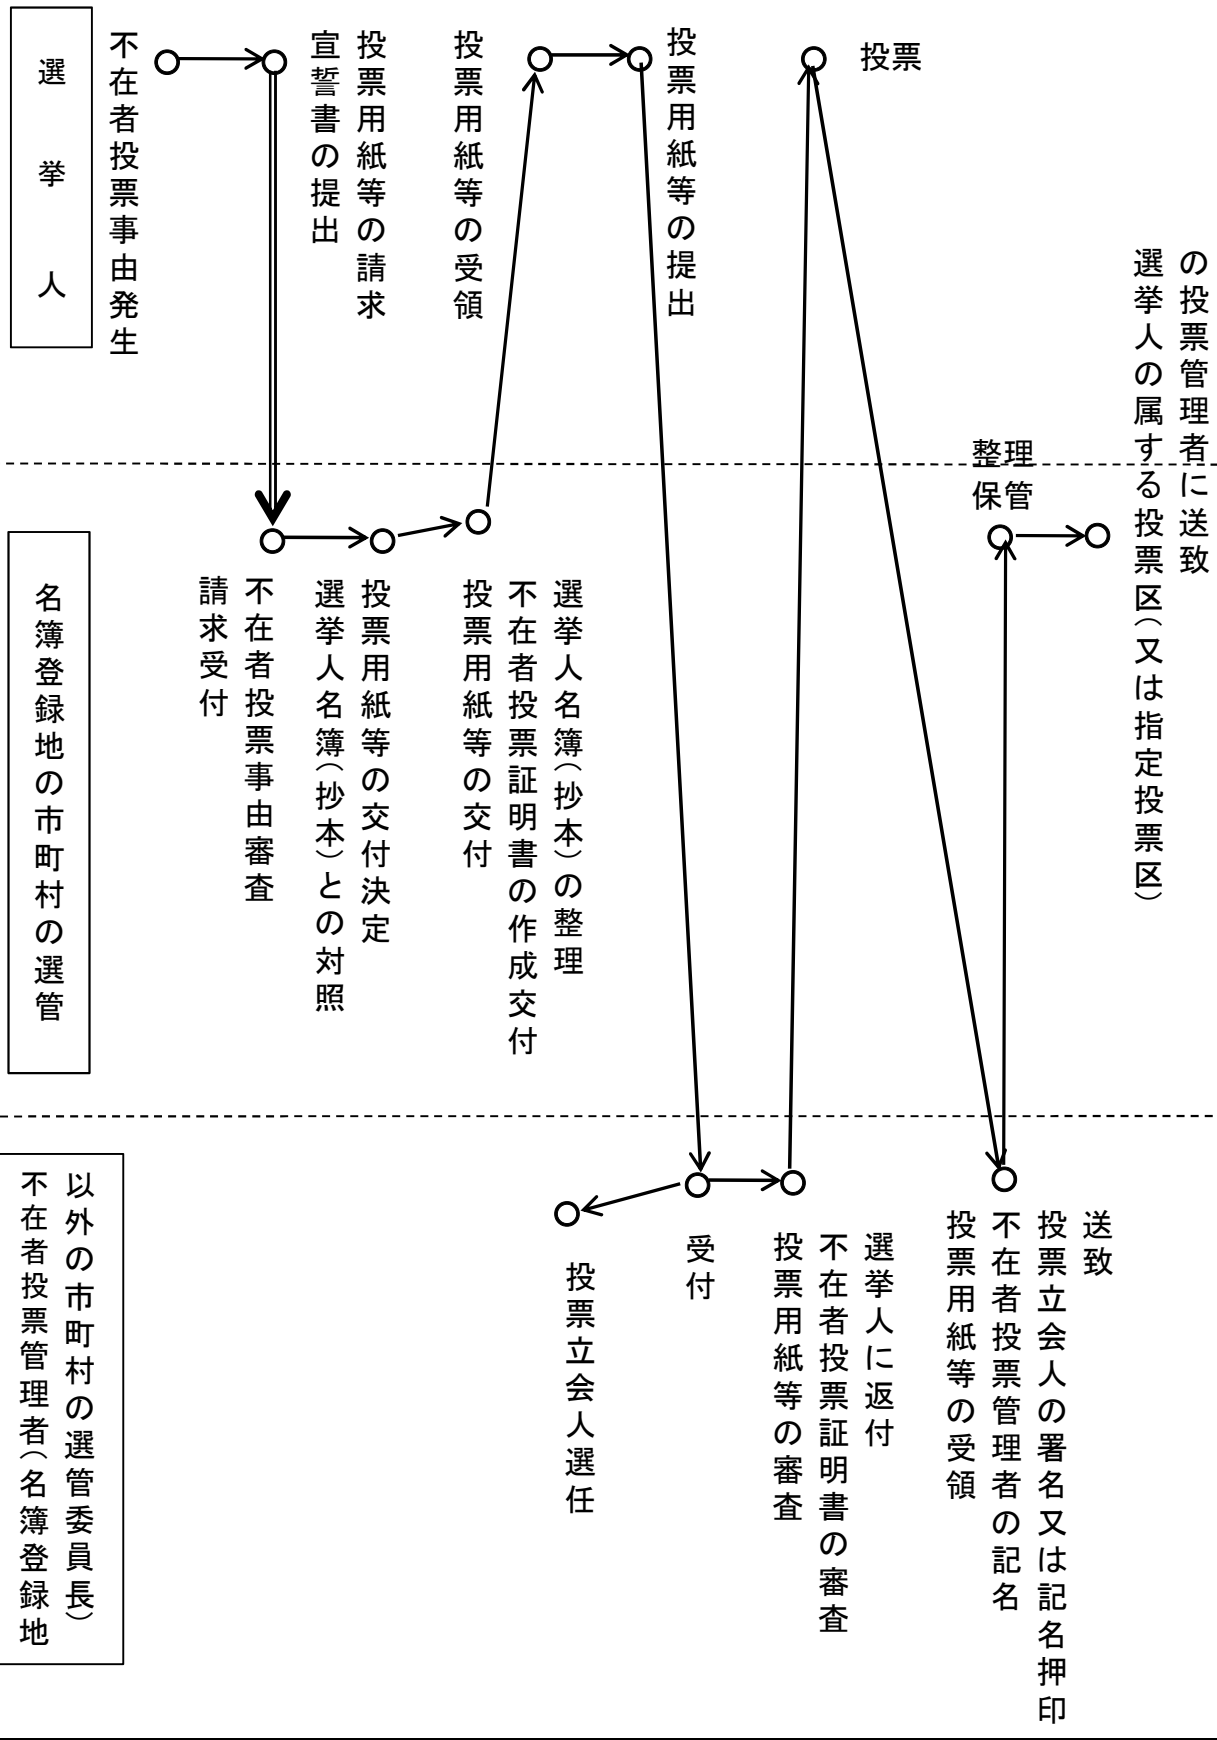 選挙人
不在者投票事由発生
宣誓書の提出
投票用紙等の請求
投票用紙等の受領
投票用紙等の提出
投票
選挙人の属する投票区（又は指定投票区）
の投票管理者に送致
整理
保管
名簿登録地の市町村の選管
請求受付
不在者投票事由審査
選挙人名簿（抄本）との対照
投票用紙等の交付決定
投票用紙等の交付
不在者投票証明書の作成交付
選挙人名簿（抄本）の整理
不在者投票管理者（名簿登録地
以外の市町村の選管委員長）
投票立会人選任
受付
投票用紙等の審査
不在者投票証明書の審査
選挙人に返付
投票用紙等の受領
不在者投票管理者の記名
投票立会人の署名又は記名押印
送致